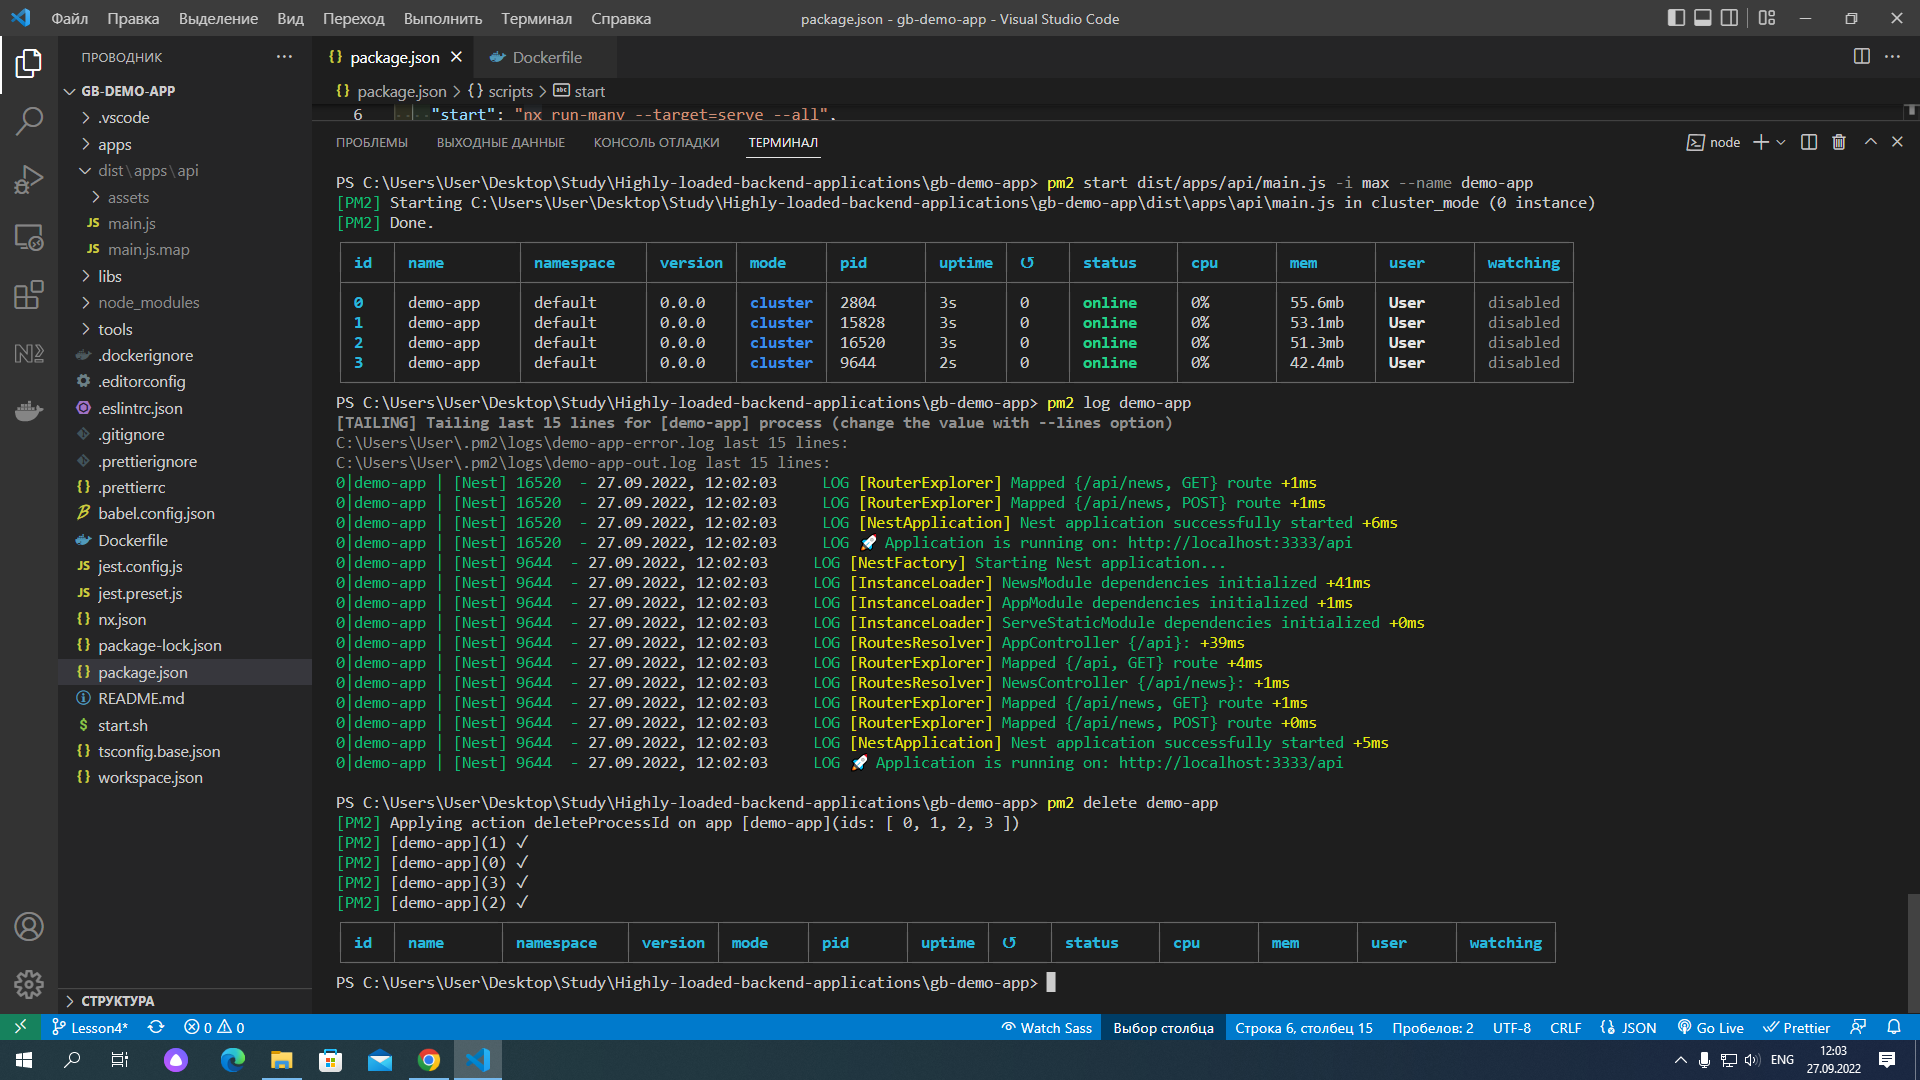 Файл Правка Выделение Вид Переход Выполнить Терминал Справка package.json - gb-demo-app - Visual Studio Code
ПРОВОДНИК
GB-DEMO-APP
.vscode
apps
dist\apps\api
assets
JS main.js
JS main.js.map
libs
node_modules
tools
.dockerignore
.editorconfig
.eslintrc.json
.gitignore
.prettierignore
{} .prettierrc
babel.config.json
Dockerfile
JS jest.config.js
JS jest.preset.js
{} nx.json
{} package-lock.json
{} package.json
README.md
$ start.sh
{} tsconfig.base.json
{} workspace.json
СТРУКТУРА
{} package.json Dockerfile
{} package.json > {} scripts > abc start
6 "start": "nx run-many --target=serve --all",
ПРОБЛЕМЫ ВЫХОДНЫЕ ДАННЫЕ КОНСОЛЬ ОТЛАДКИ ТЕРМИНАЛ node
PS C:\Users\User\Desktop\Study\Highly-loaded-backend-applications\gb-demo-app> pm2 start dist/apps/api/main.js -i max --name demo-app
[PM2] Starting C:\Users\User\Desktop\Study\Highly-loaded-backend-applications\gb-demo-app\dist\apps\api\main.js in cluster_mode (0 instance)
[PM2] Done.
id name namespace version mode pid uptime ↺ status cpu mem user watching
0 demo-app default 0.0.0 cluster 2804 3s 0 online 0% 55.6mb User disabled
1 demo-app default 0.0.0 cluster 15828 3s 0 online 0% 53.1mb User disabled
2 demo-app default 0.0.0 cluster 16520 3s 0 online 0% 51.3mb User disabled
3 demo-app default 0.0.0 cluster 9644 2s 0 online 0% 42.4mb User disabled
PS C:\Users\User\Desktop\Study\Highly-loaded-backend-applications\gb-demo-app> pm2 log demo-app
[TAILING] Tailing last 15 lines for [demo-app] process (change the value with --lines option)
C:\Users\User\.pm2\logs\demo-app-error.log last 15 lines:
C:\Users\User\.pm2\logs\demo-app-out.log last 15 lines:
0|demo-app | [Nest] 16520 - 27.09.2022, 12:02:03 LOG [RouterExplorer] Mapped {/api/news, GET} route +1ms
0|demo-app | [Nest] 16520 - 27.09.2022, 12:02:03 LOG [RouterExplorer] Mapped {/api/news, POST} route +1ms
0|demo-app | [Nest] 16520 - 27.09.2022, 12:02:03 LOG [NestApplication] Nest application successfully started +6ms
0|demo-app | [Nest] 16520 - 27.09.2022, 12:02:03 LOG 🚀 Application is running on: http://localhost:3333/api
0|demo-app | [Nest] 9644 - 27.09.2022, 12:02:03 LOG [NestFactory] Starting Nest application...
0|demo-app | [Nest] 9644 - 27.09.2022, 12:02:03 LOG [InstanceLoader] NewsModule dependencies initialized +41ms
0|demo-app | [Nest] 9644 - 27.09.2022, 12:02:03 LOG [InstanceLoader] AppModule dependencies initialized +1ms
0|demo-app | [Nest] 9644 - 27.09.2022, 12:02:03 LOG [InstanceLoader] ServeStaticModule dependencies initialized +0ms
0|demo-app | [Nest] 9644 - 27.09.2022, 12:02:03 LOG [RoutesResolver] AppController {/api}: +39ms
0|demo-app | [Nest] 9644 - 27.09.2022, 12:02:03 LOG [RouterExplorer] Mapped {/api, GET} route +4ms
0|demo-app | [Nest] 9644 - 27.09.2022, 12:02:03 LOG [RoutesResolver] NewsController {/api/news}: +1ms
0|demo-app | [Nest] 9644 - 27.09.2022, 12:02:03 LOG [RouterExplorer] Mapped {/api/news, GET} route +1ms
0|demo-app | [Nest] 9644 - 27.09.2022, 12:02:03 LOG [RouterExplorer] Mapped {/api/news, POST} route +0ms
0|demo-app | [Nest] 9644 - 27.09.2022, 12:02:03 LOG [NestApplication] Nest application successfully started +5ms
0|demo-app | [Nest] 9644 - 27.09.2022, 12:02:03 LOG 🚀 Application is running on: http://localhost:3333/api
PS C:\Users\User\Desktop\Study\Highly-loaded-backend-applications\gb-demo-app> pm2 delete demo-app
[PM2] Applying action deleteProcessId on app [demo-app](ids: [ 0, 1, 2, 3 ])
[PM2] [demo-app](1) ✓
[PM2] [demo-app](0) ✓
[PM2] [demo-app](3) ✓
[PM2] [demo-app](2) ✓
id name namespace version mode pid uptime ↺ status cpu mem user watching
PS C:\Users\User\Desktop\Study\Highly-loaded-backend-applications\gb-demo-app>
Lesson4* 0 0 Watch Sass Выбор столбца Строка 6, столбец 15 Пробелов: 2 UTF-8 CRLF JSON Go Live Prettier
ENG 12:03
27.09.2022